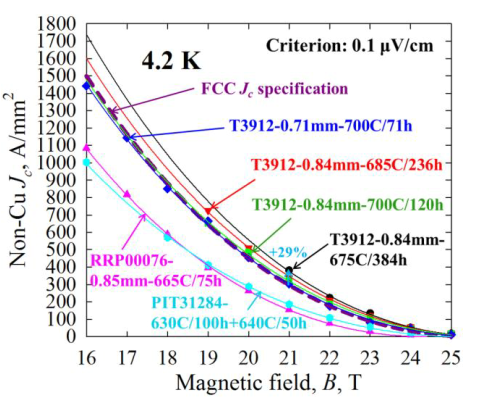 1800
1700
1600
1500
1400
1300
1200
1100
1000
900
800
700
600
500
400
300
200
100
0
Non-Cu Jc, A/mm²
4.2 K
Criterion: 0.1 μV/cm
FCC Jc specification
T3912-0.71mm-700C/71h
T3912-0.84mm-685C/236h
T3912-0.84mm-700C/120h
+29%
T3912-0.84mm-
675C/384h
RRP00076-
0.85mm-665C/75h
PIT31284-
630C/100h+640C/50h
16 17 18 19 20 21 22 23 24 25
Magnetic field, B, T